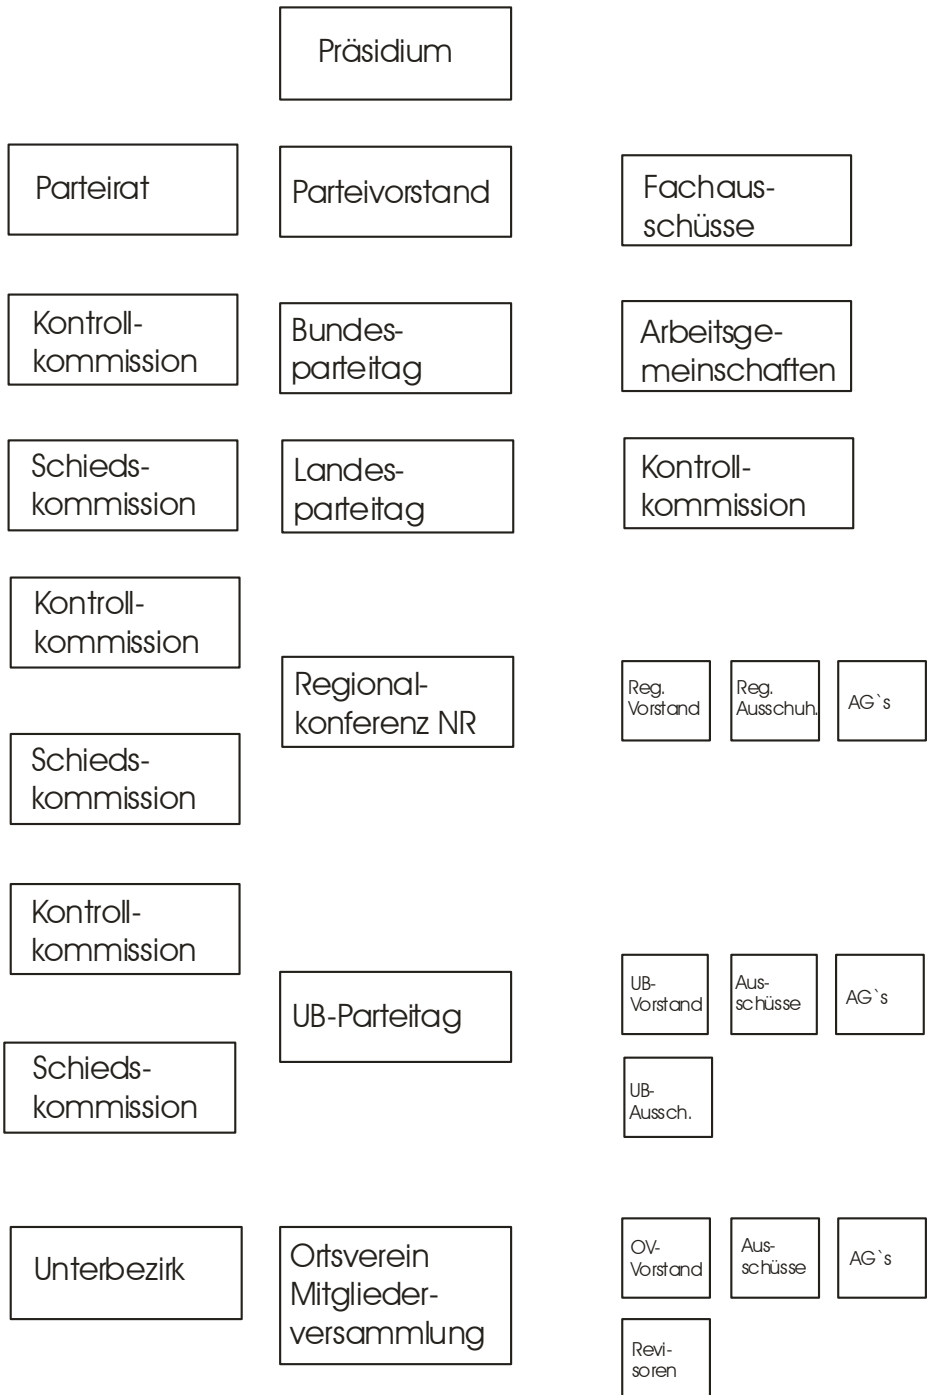 Präsidium
Parteirat
Parteivorstand
Fachaus-
schüsse
Kontroll-
kommission
Bundes-
parteitag
Arbeitsge-
meinschaften
Schieds-
kommission
Landes-
parteitag
Kontroll-
kommission
Kontroll-
kommission
Regional-
konferenz NR
Reg.
Vorstand
Reg.
Ausschuh.
AG`s
Schieds-
kommission
Kontroll-
kommission
UB-Parteitag
UB-
Vorstand
Aus-
schüsse
AG`s
Schieds-
kommission
UB-
Aussch.
Unterbezirk
Ortsverein
Mitglieder-
versammlung
OV-
Vorstand
Aus-
schüsse
AG`s
Revi-
soren